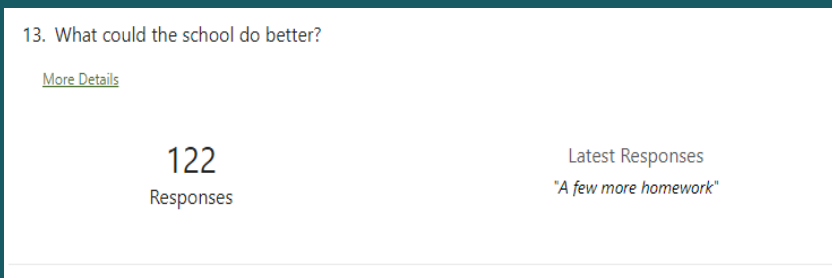 13. What could the school do better?
More Details
122
Responses
Latest Responses
"A few more homework"